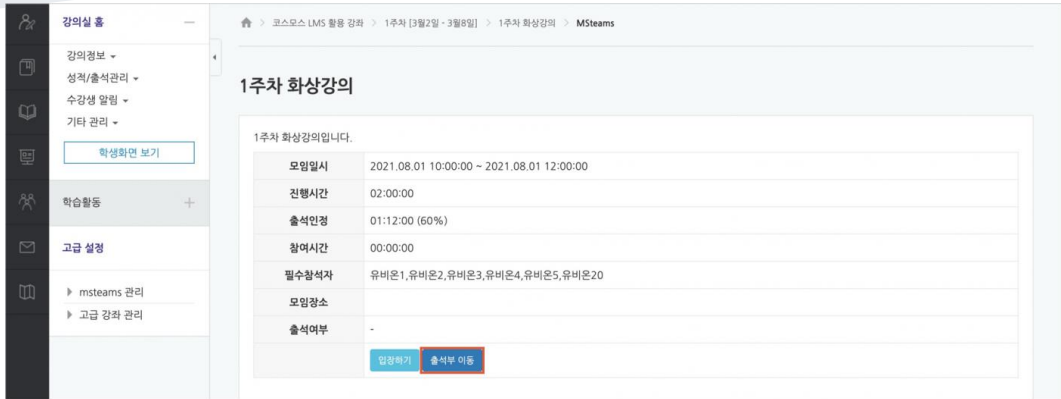 강의실 홈
코스모스 LMS 활용 강좌 > 1주차 [3월2일 - 3월8일] > 1주차 화상강의 > MSteams
강의정보
성적/출석관리
수강생 알림
기타 관리
학생화면 보기
학습활동
고급 설정
msteams 관리
고급 강좌 관리
1주차 화상강의
1주차 화상강의입니다.
모임일시 2021.08.01 10:00:00 ~ 2021.08.01 12:00:00
진행시간 02:00:00
출석인정 01:12:00 (60%)
참여시간 00:00:00
필수참석자 유비온1,유비온2,유비온3,유비온4,유비온5,유비온20
모임장소
출석여부 -
입장하기 출석부 이동